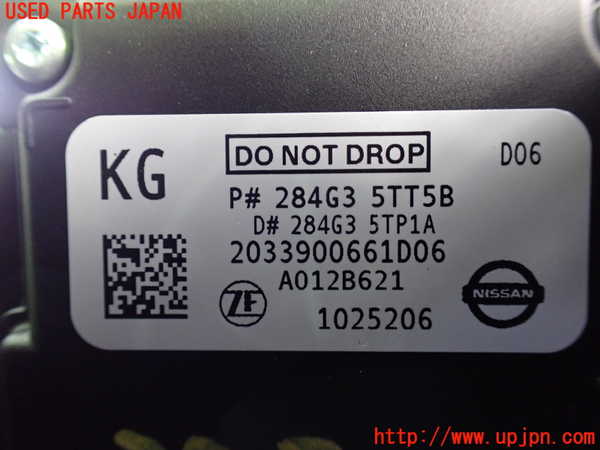 USED PARTS JAPAN
KG
DO NOT DROP
D06
P# 284G3 5TT5B
D# 284G3 5TP1A
2033900661D06
A012B621
ZF
NISSAN
1025206
http://www.upjpn.com/